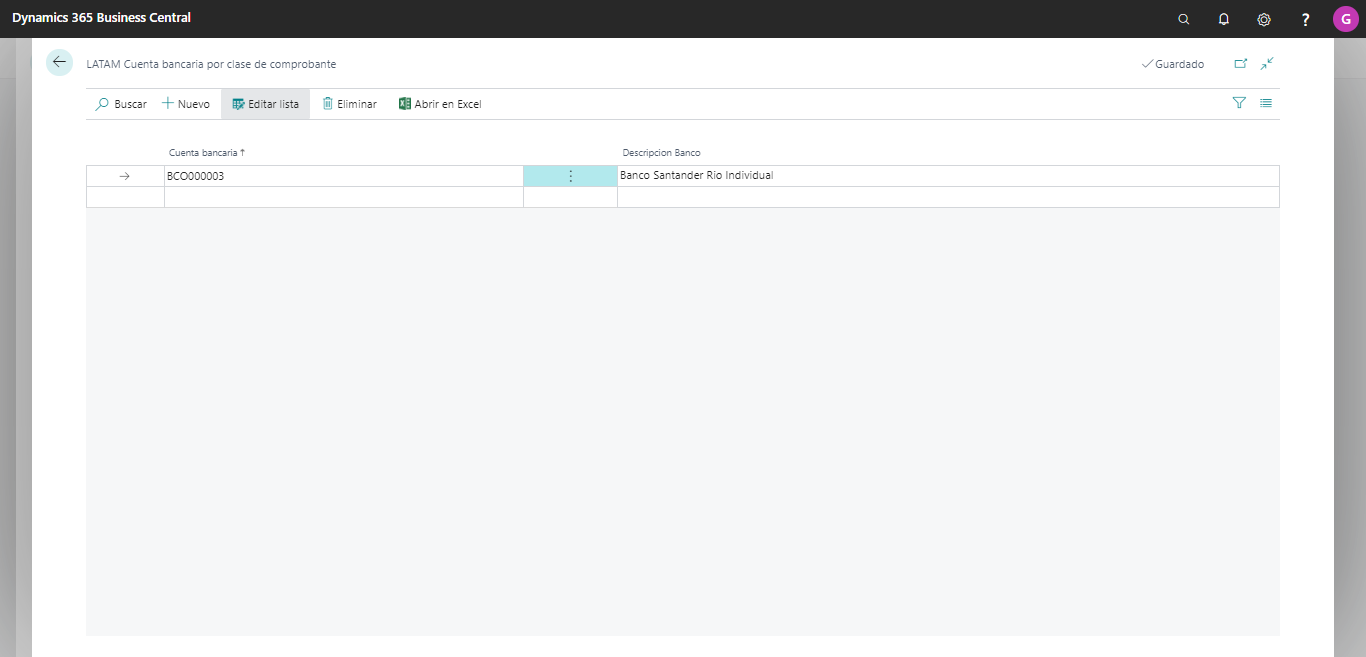 Dynamics 365 Business Central
?
G
LATAM Cuenta bancaria por clase de comprobante
Guardado
Buscar
Nuevo
Editar lista
Eliminar
Abrir en Excel
Cuenta bancaria ↑
Descripcion Banco
BCO000003
Banco Santander Rio Individual